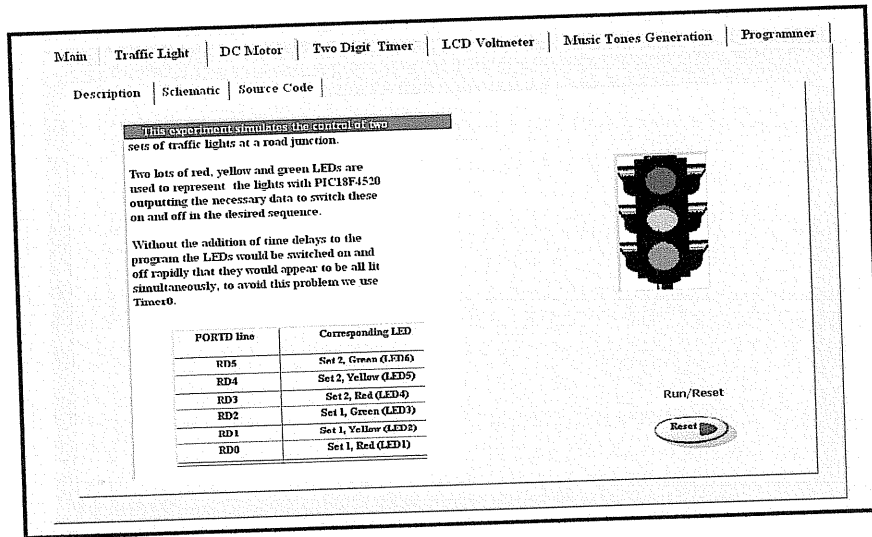 Main Traffic Light DC Motor Two Digit Timer LCD Voltmeter Music Tones Generation Programmer
Description Schematic Source Code
This experiment simulates the control of two
sets of traffic lights at a road junction.
Two lots of red, yellow and green LEDs are
used to represent the lights with PIC18F4520
outputting the necessary data to switch these
on and off in the desired sequence.
Without the addition of time delays to the
program the LEDs would be switched on and
off rapidly that they would appear to be all lit
simultaneously, to avoid this problem we use
Timer0.
PORTD line Corresponding LED
RD5 Set 2, Green (LED6)
RD4 Set 2, Yellow (LED5)
RD3 Set 2, Red (LED4)
RD2 Set 1, Green (LED3)
RD1 Set 1, Yellow (LED2)
RD0 Set 1, Red (LED1)
Run/Reset
Reset